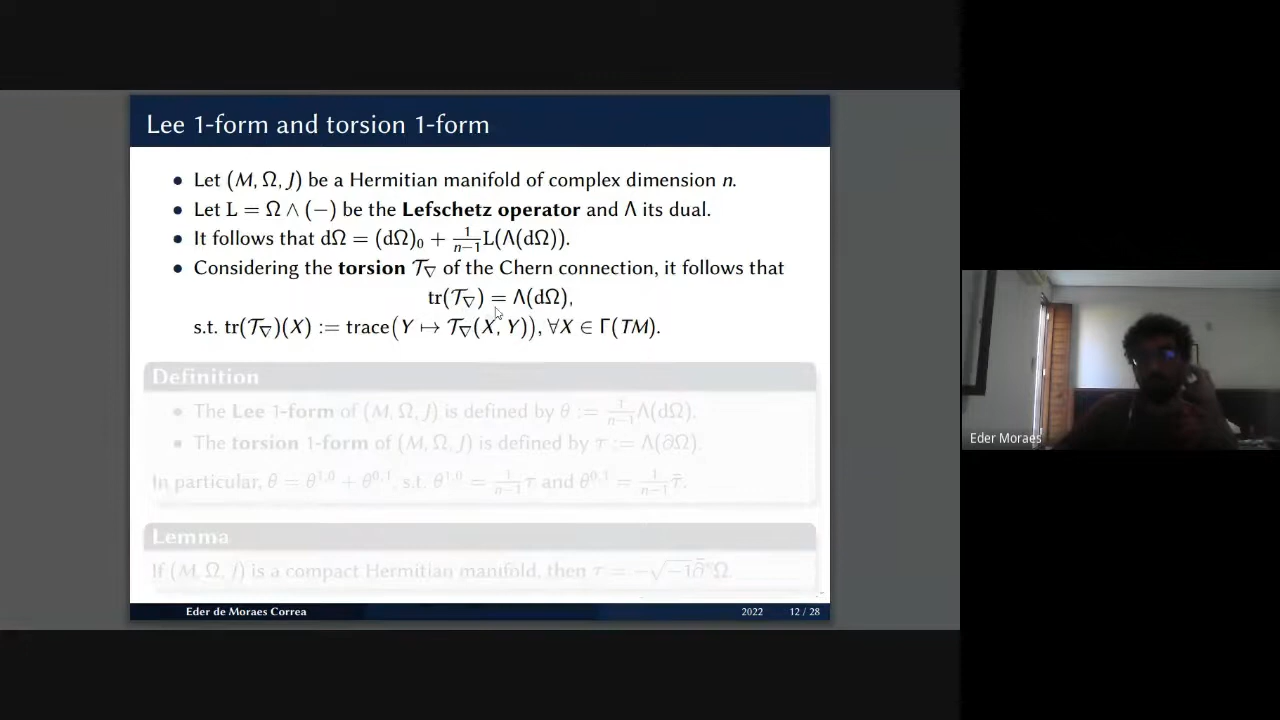 Lee 1-form and torsion 1-form
• Let (M, Ω, J) be a Hermitian manifold of complex dimension n.
• Let L = Ω ∧ (−) be the Lefschetz operator and Λ its dual.
• It follows that dΩ = (dΩ)₀ + 1/(n−1) L(Λ(dΩ)).
• Considering the torsion 𝒯∇ of the Chern connection, it follows that
tr(𝒯∇) = Λ(dΩ),
s.t. tr(𝒯∇)(X) := trace(Y ↦ 𝒯∇(X, Y)), ∀X ∈ Γ(TM).
Definition
• The Lee 1-form of (M, Ω, J) is defined by θ := 1/(n−1) Λ(dΩ).
• The torsion 1-form of (M, Ω, J) is defined by τ := Λ(∂Ω).
In particular, θ = θ^{1,0} + θ^{0,1}, s.t. θ^{1,0} = 1/(n−1) τ and θ^{0,1} = 1/(n−1) τ̄.
Lemma
If (M, Ω, J) is a compact Hermitian manifold, then τ = −√−1 ∂̄*Ω.
Eder de Moraes Correa 2022 12 / 28
Eder Moraes